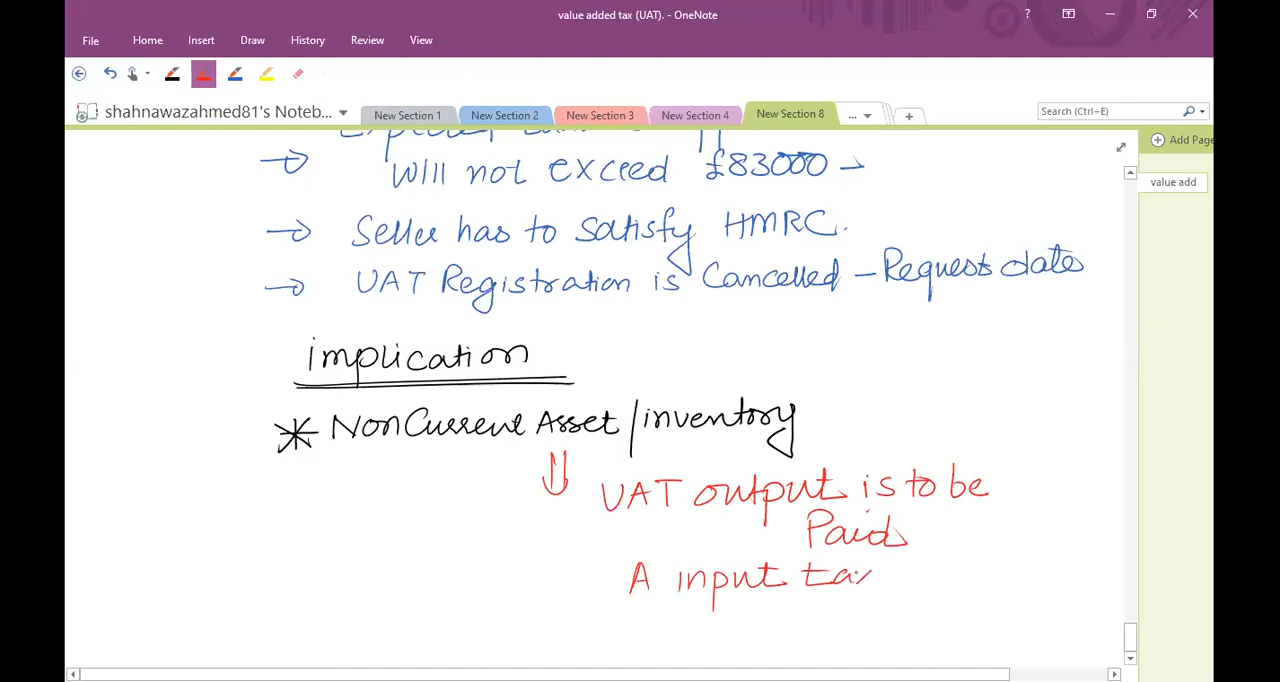 value added tax (UAT). - OneNote
File Home Insert Draw History Review View
shahnawazahmed81's Noteb... New Section 1 New Section 2 New Section 3 New Section 4 New Section 8 ... Search (Ctrl+E)
Add Page
value add
Will not exceed £83000
Seller has to satisfy HMRC.
UAT Registration is Cancelled - Request date
implication
* NonCurrent Asset/inventory
UAT output is to be
Paid
A input tax